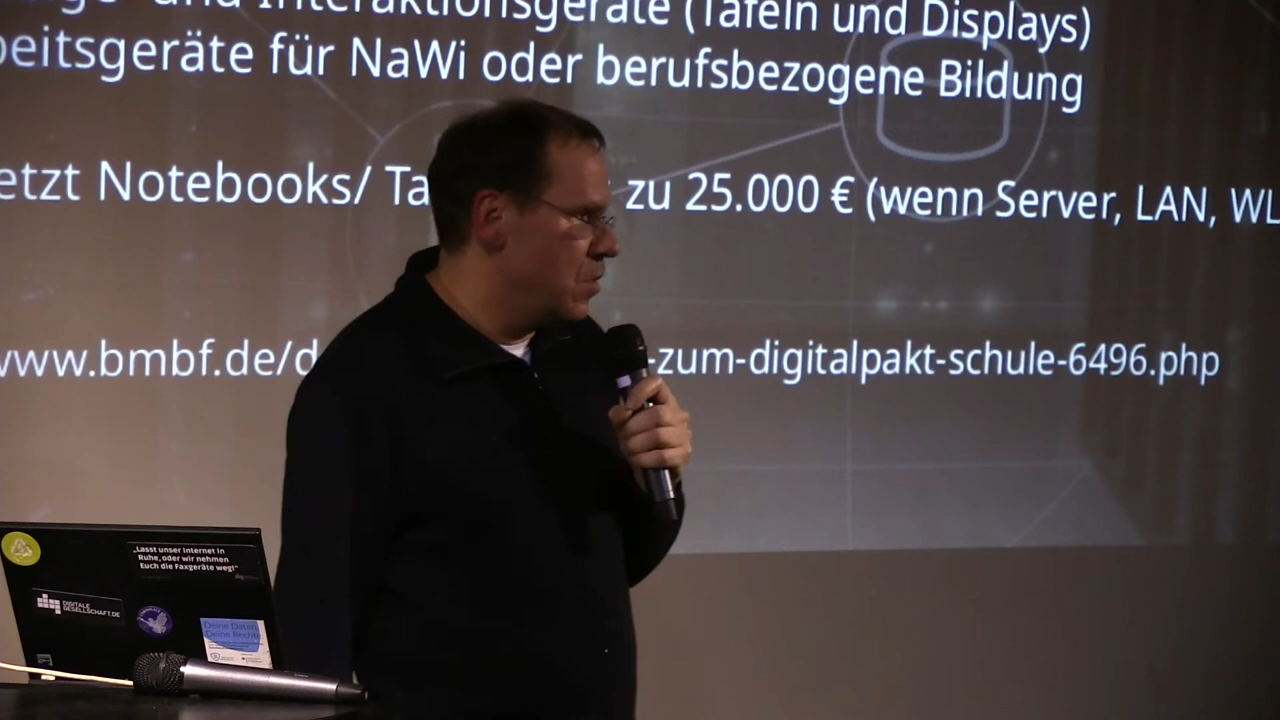 und Interaktionsgeräte (Tafeln und Displays)
beitsgeräte für NaWi oder berufsbezogene Bildung
etzt Notebooks/ Ta zu 25.000 € (wenn Server, LAN, WL
www.bmbf.de/d -zum-digitalpakt-schule-6496.php
„Lasst unser Internet in
Ruhe, oder wir nehmen
Euch die Faxgeräte weg!“
DIGITALE
GESELLSCHAFT.DE
Deine Daten
Deine Rechte